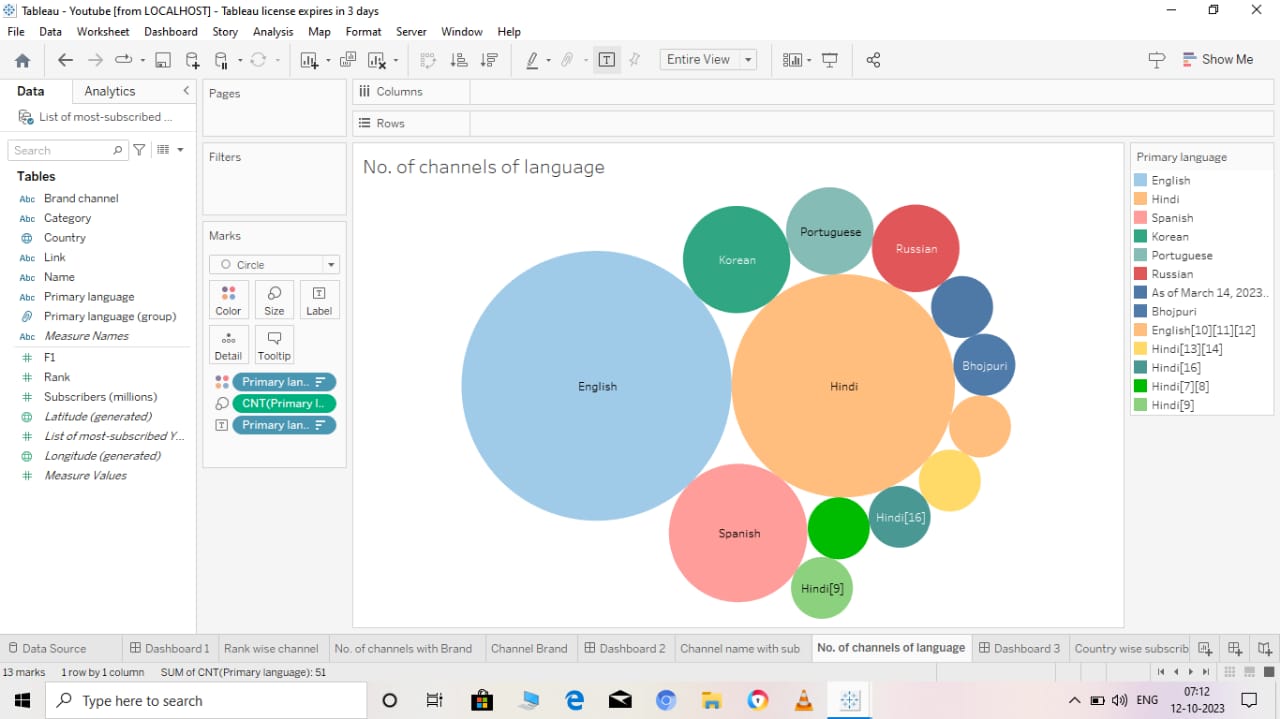 Tableau - Youtube [from LOCALHOST] - Tableau license expires in 3 days
File Data Worksheet Dashboard Story Analysis Map Format Server Window Help
Entire View
Show Me
Data Analytics
List of most-subscribed ...
Search
Tables
Abc Brand channel
Abc Category
Country
Abc Link
Abc Name
Abc Primary language
Primary language (group)
Abc Measure Names
F1
Rank
Subscribers (millions)
Latitude (generated)
List of most-subscribed Y...
Longitude (generated)
Measure Values
Pages
Filters
Marks
Circle
Color Size Label
Detail Tooltip
Primary lan..
CNT(Primary l..
Primary lan..
Columns
Rows
No. of channels of language
Portuguese
Korean
Russian
Bhojpuri
English
Hindi
Spanish
Hindi[16]
Hindi[9]
Primary language
English
Hindi
Spanish
Korean
Portuguese
Russian
As of March 14, 2023..
Bhojpuri
English[10][11][12]
Hindi[13][14]
Hindi[16]
Hindi[7][8]
Hindi[9]
Data Source Dashboard 1 Rank wise channel No. of channels with Brand Channel Brand Dashboard 2 Channel name with sub No. of channels of language Dashboard 3 Country wise subscrib
13 marks 1 row by 1 column SUM of CNT(Primary language): 51
Type here to search
ENG
07:12
12-10-2023